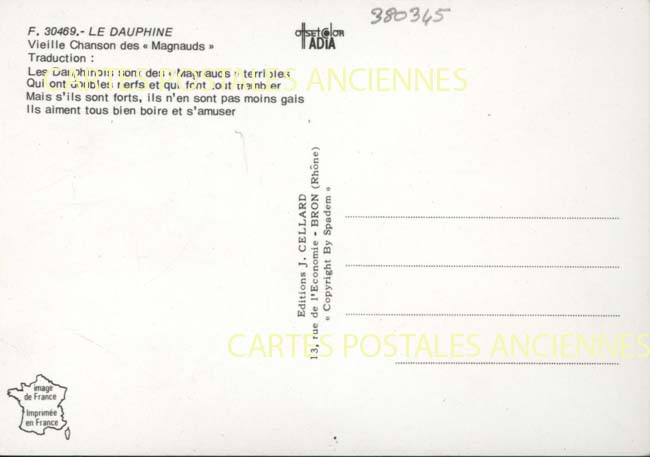 F. 30469.- LE DAUPHINE
Vieille Chanson des « Magnauds »
Traduction :
Les Dauphinois sont des « Magnauds » terribles
Qui ont doubles nerfs et qui font tout trembler
Mais s'ils sont forts, ils n'en sont pas moins gais
Ils aiment tous bien boire et s'amuser
offset color
ADIA
380345
CARTES POSTALES ANCIENNES
Editions J. CELLARD
13, rue de l'Economie - BRON (Rhône)
« Copyright By Spadem »
CARTES POSTALES ANCIENNES
image
de France
Imprimée
en France